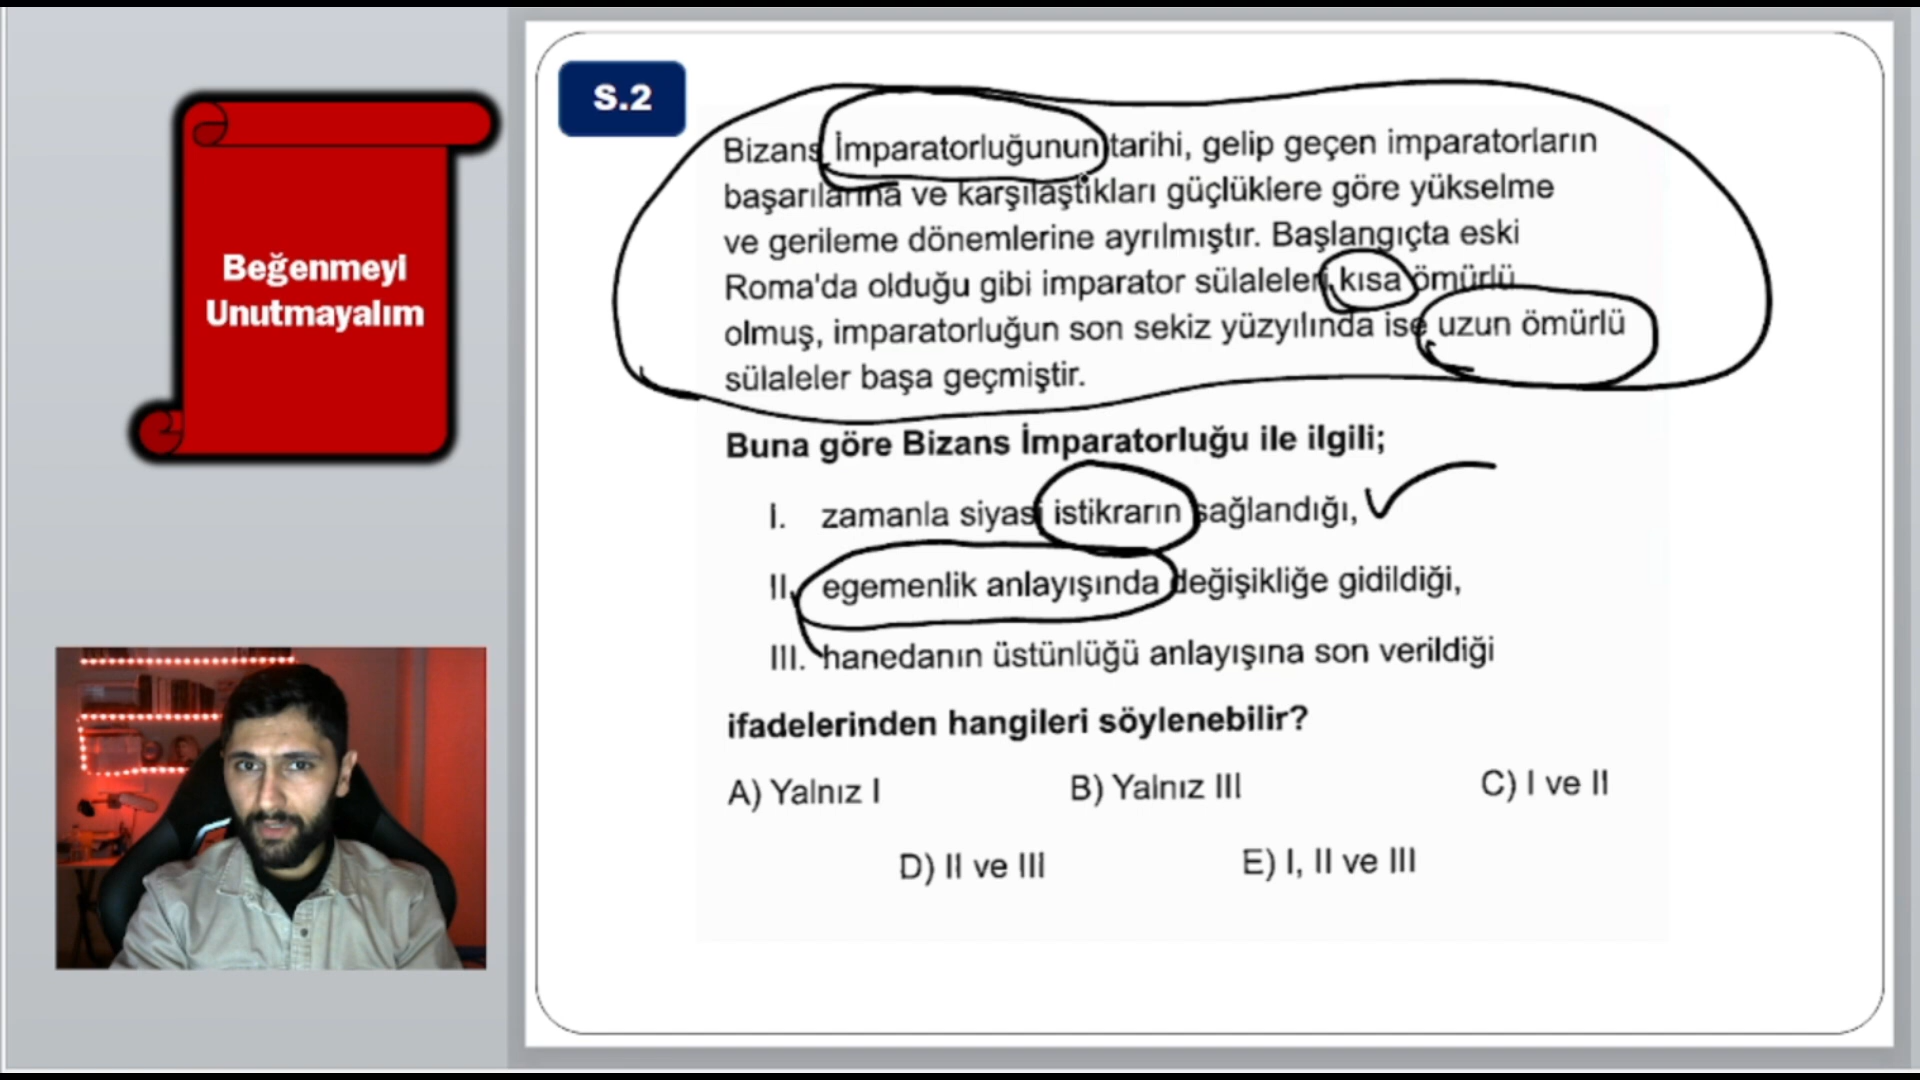 Beğenmeyi
Unutmayalım
S.2
Bizans İmparatorluğunun tarihi, gelip geçen imparatorların
başarılarına ve karşılaştıkları güçlüklere göre yükselme
ve gerileme dönemlerine ayrılmıştır. Başlangıçta eski
Roma'da olduğu gibi imparator sülaleleri kısa ömürlü
olmuş, imparatorluğun son sekiz yüzyılında ise uzun ömürlü
sülaleler başa geçmiştir.
Buna göre Bizans İmparatorluğu ile ilgili;
I. zamanla siyasi istikrarın sağlandığı,
II. egemenlik anlayışında değişikliğe gidildiği,
III. hanedanın üstünlüğü anlayışına son verildiği
ifadelerinden hangileri söylenebilir?
A) Yalnız I B) Yalnız III C) I ve II
D) II ve III E) I, II ve III